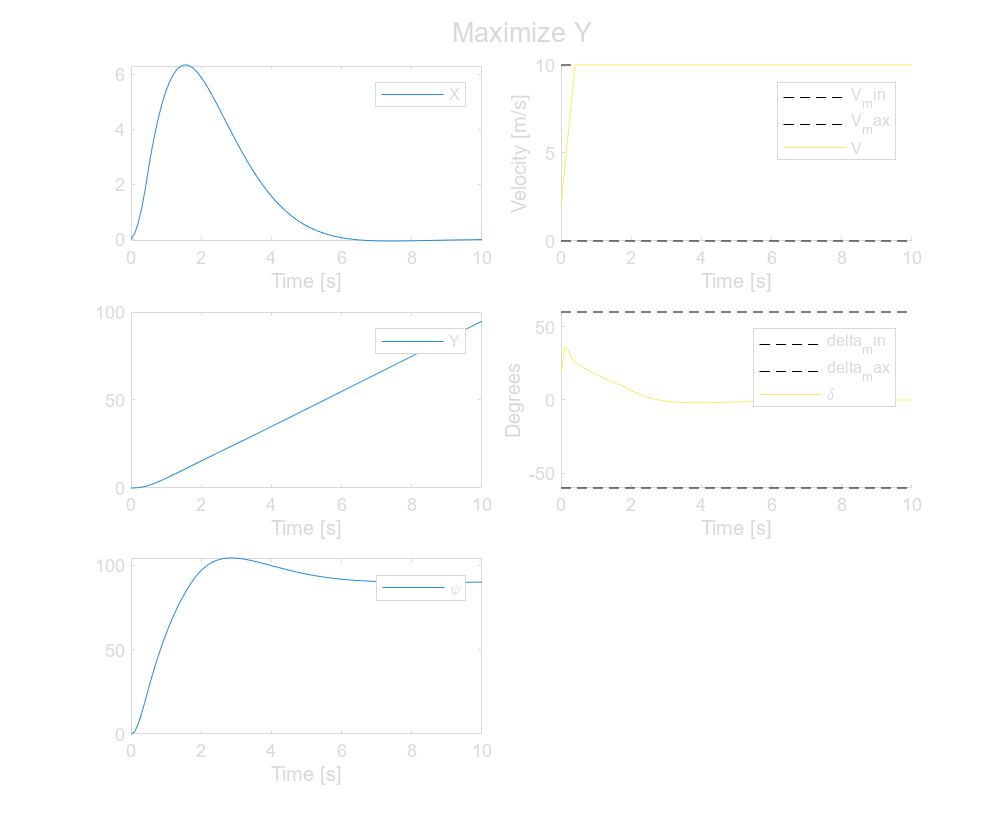 Maximize Y
6
4
2
0
0 2 4 6 8 10
Time [s]
X
Velocity [m/s]
10
5
0
0 2 4 6 8 10
Time [s]
V_min
V_max
V
100
50
0
0 2 4 6 8 10
Time [s]
Y
Degrees
50
0
-50
0 2 4 6 8 10
Time [s]
delta_min
delta_max
δ
100
50
0
0 2 4 6 8 10
Time [s]
ψ